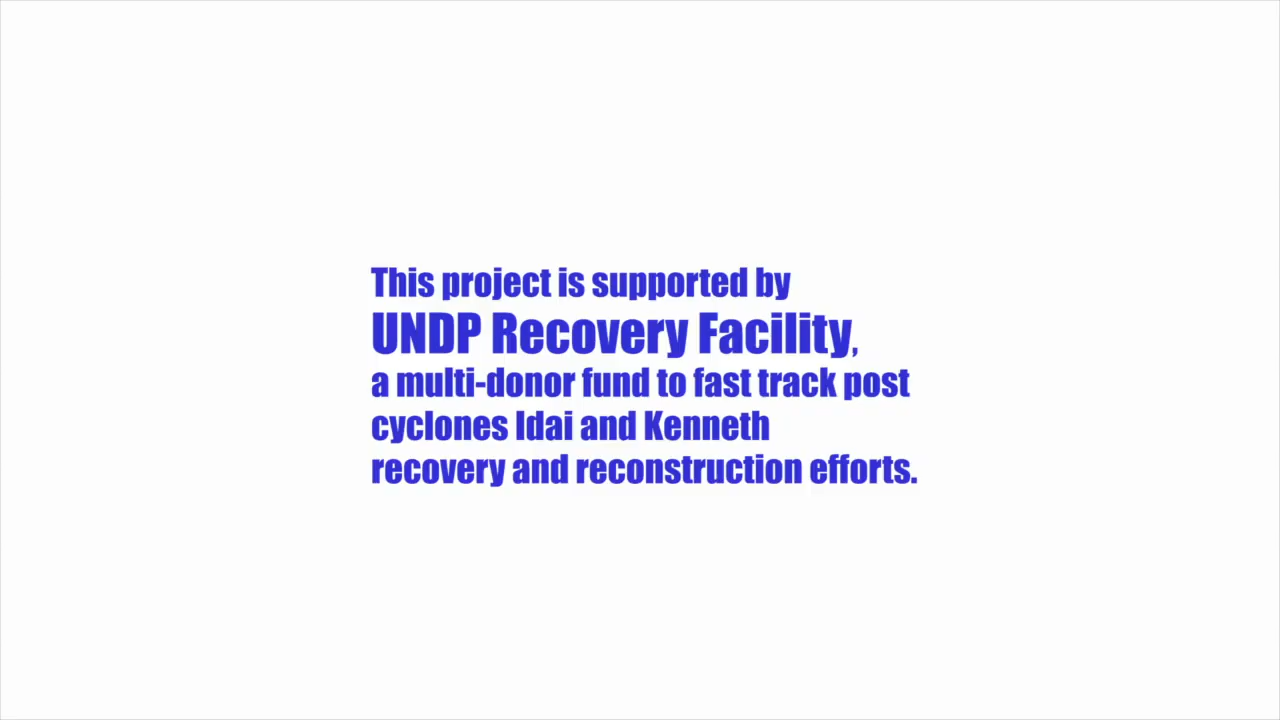 This project is supported by
UNDP Recovery Facility,
a multi-donor fund to fast track post
cyclones Idai and Kenneth
recovery and reconstruction efforts.